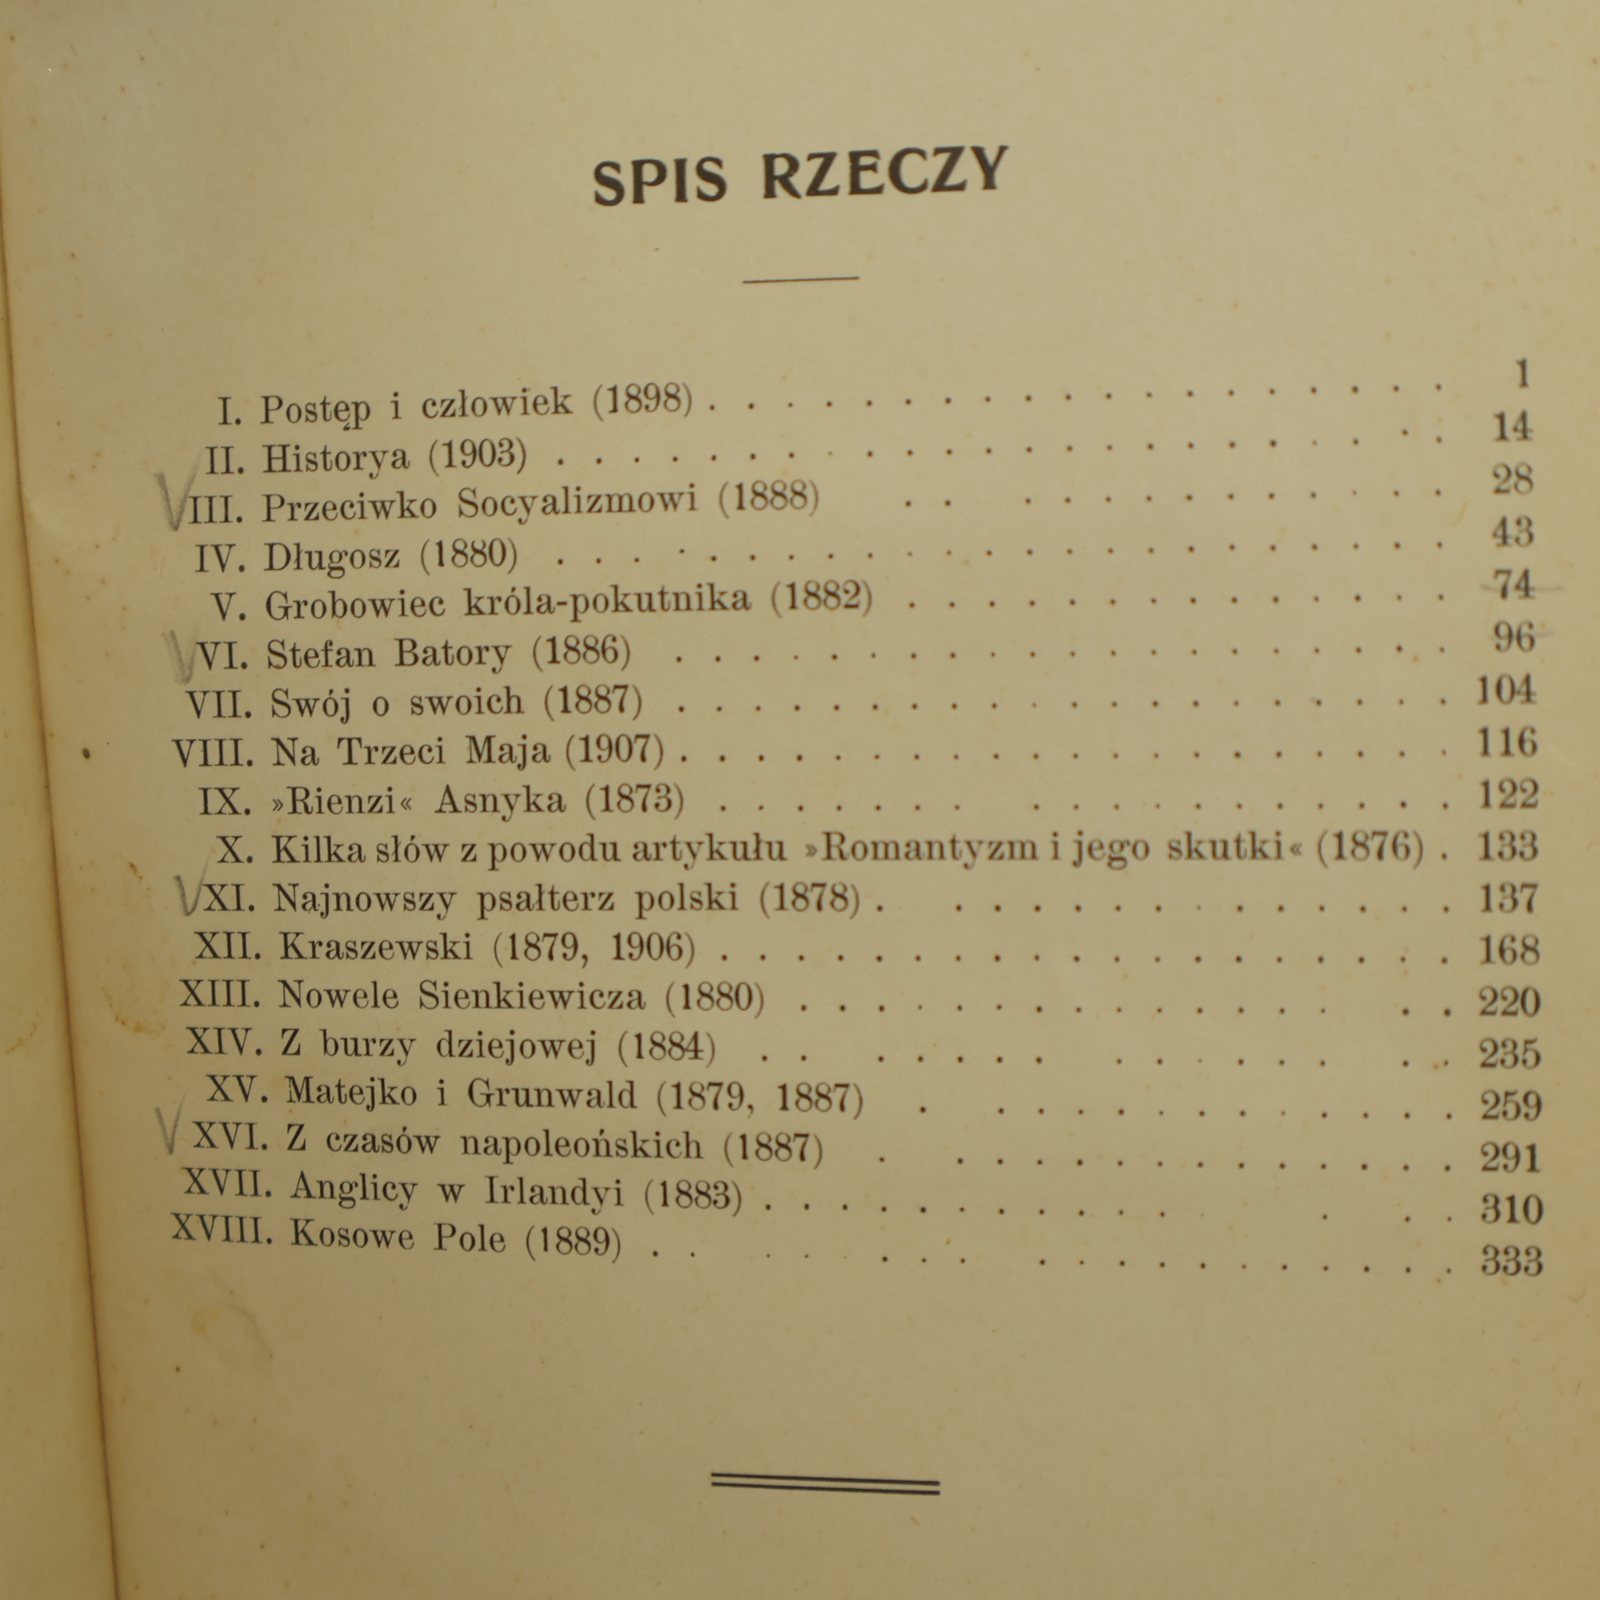 SPIS RZECZY
I. Postęp i człowiek (1898) . . . . . . . . . . . . . . . . . . . 1
II. Historya (1903) . . . . . . . . . . . . . . . . . . . . . . . 14
III. Przeciwko Socyalizmowi (1888) . . . . . . . . . . . . . 28
IV. Długosz (1880) . . . . . . . . . . . . . . . . . . . . . . . 43
V. Grobowiec króla-pokutnika (1882) . . . . . . . . . . . . . . 74
VI. Stefan Batory (1886) . . . . . . . . . . . . . . . . . . . . 96
VII. Swój o swoich (1887) . . . . . . . . . . . . . . . . . . . . 104
VIII. Na Trzeci Maja (1907) . . . . . . . . . . . . . . . . . . . . 116
IX. »Rienzi« Asnyka (1873) . . . . . . . . . . . . . . . . . . 122
X. Kilka słów z powodu artykułu »Romantyzm i jego skutki« (1876) . 133
XI. Najnowszy psałterz polski (1878) . . . . . . . . . . . . . . 137
XII. Kraszewski (1879, 1906) . . . . . . . . . . . . . . . . . . . 168
XIII. Nowele Sienkiewicza (1880) . . . . . . . . . . . . . . . . 220
XIV. Z burzy dziejowej (1884) . . . . . . . . . . . . . . . 235
XV. Matejko i Grunwald (1879, 1887) . . . . . . . . . . . . . 259
XVI. Z czasów napoleońskich (1887) . . . . . . . . . . . . . . 291
XVII. Anglicy w Irlandyi (1883) . . . . . . . . . . . . . . 310
XVIII. Kosowe Pole (1889) . . . . . . . . . . . . . . . . . . . 333